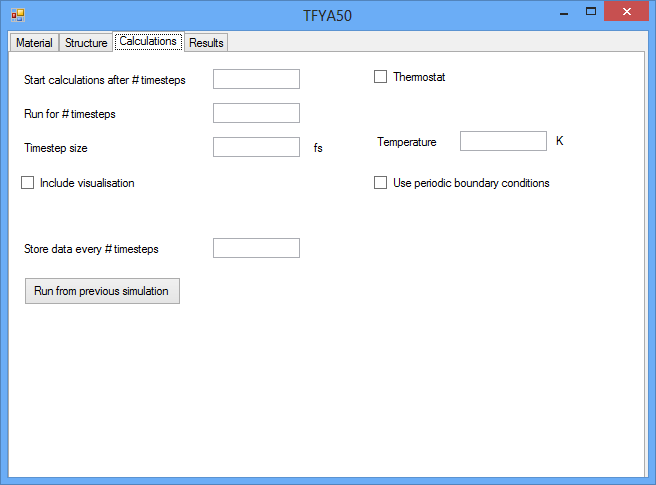 TFYA50
Material Structure Calculations Results
Start calculations after # timesteps
Thermostat
Run for # timesteps
Timestep size fs
Temperature K
Include visualisation
Use periodic boundary conditions
Store data every # timesteps
Run from previous simulation